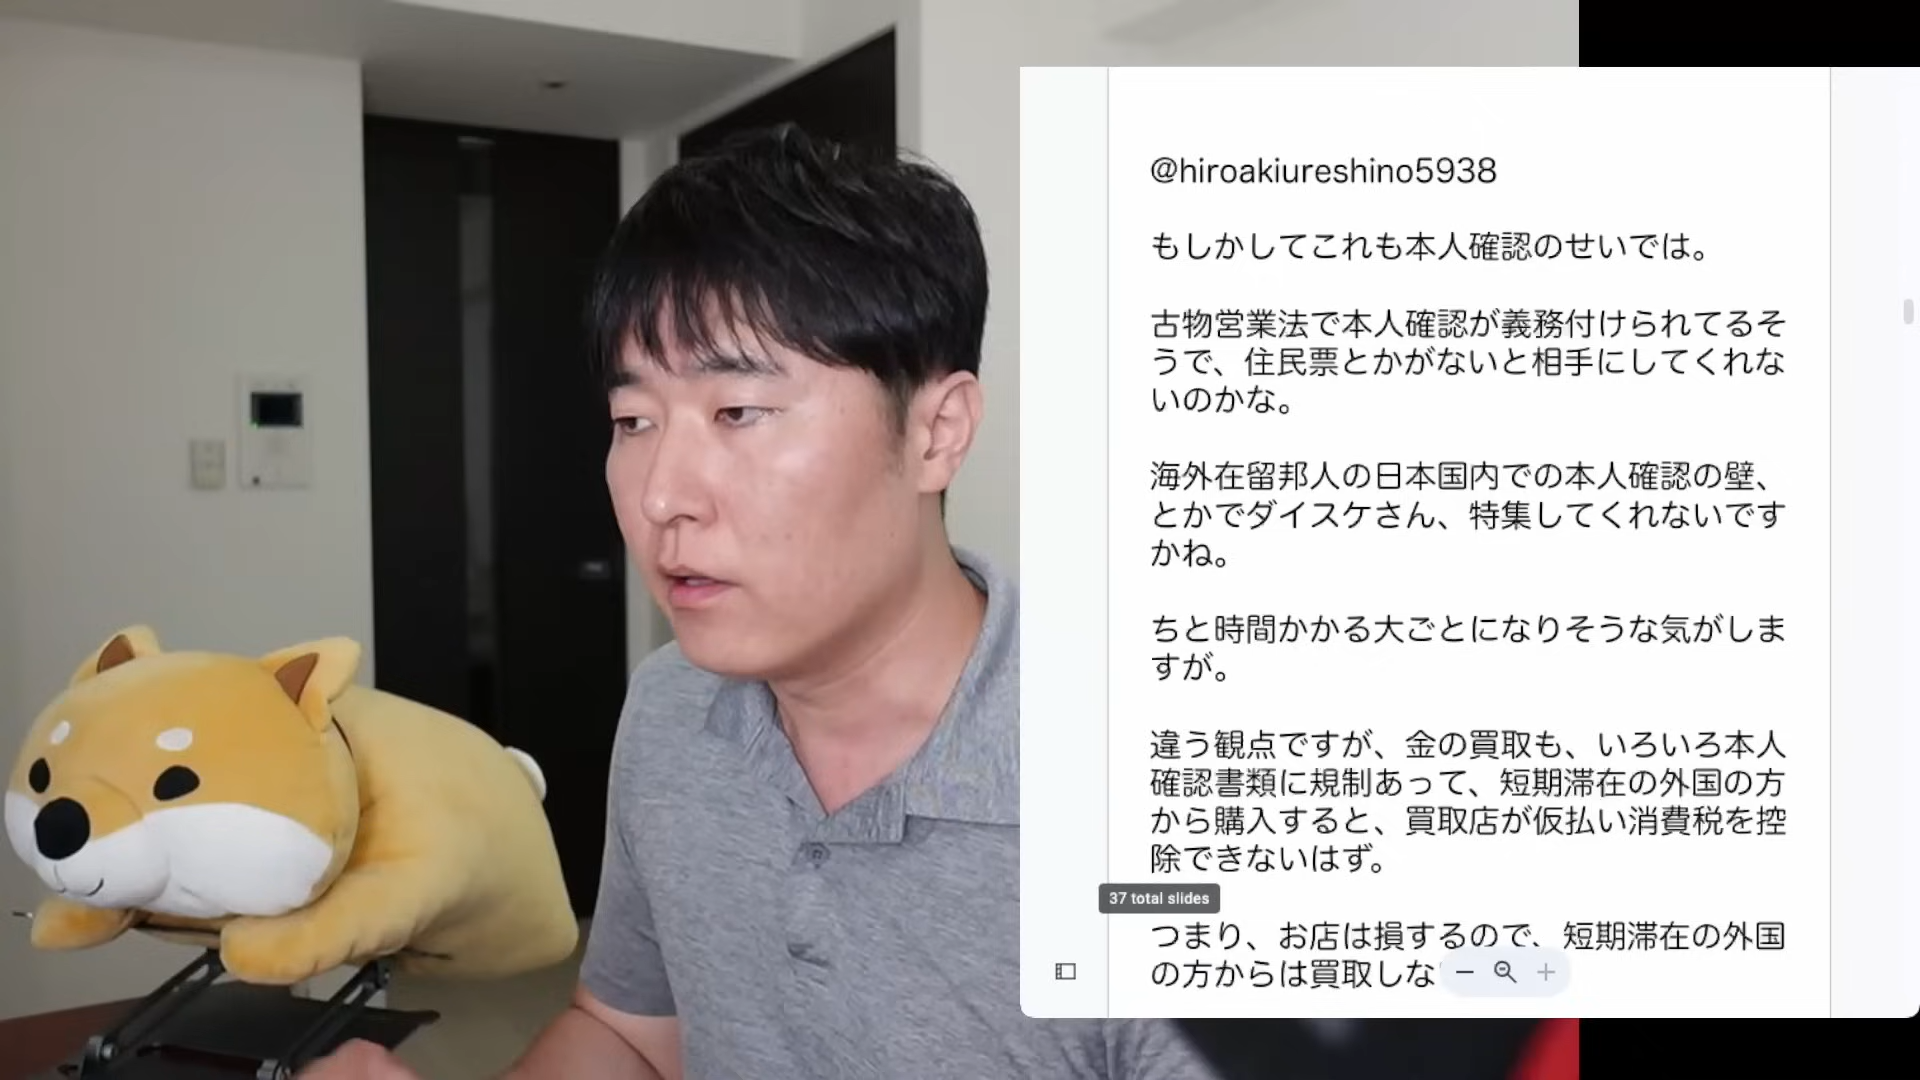 @hiroakiureshino5938
もしかしてこれも本人確認のせいでは。
古物営業法で本人確認が義務付けられてるそ
うで、住民票とかがないと相手にしてくれな
いのかな。
海外在留邦人の日本国内での本人確認の壁、
とかでダイスケさん、特集してくれないです
かね。
ちと時間かかる大ごとになりそうな気がしま
すが。
違う観点ですが、金の買取も、いろいろ本人
確認書類に規制あって、短期滞在の外国の方
から購入すると、買取店が仮払い消費税を控
除できないはず。
37 total slides
つまり、お店は損するので、短期滞在の外国
の方からは買取しな